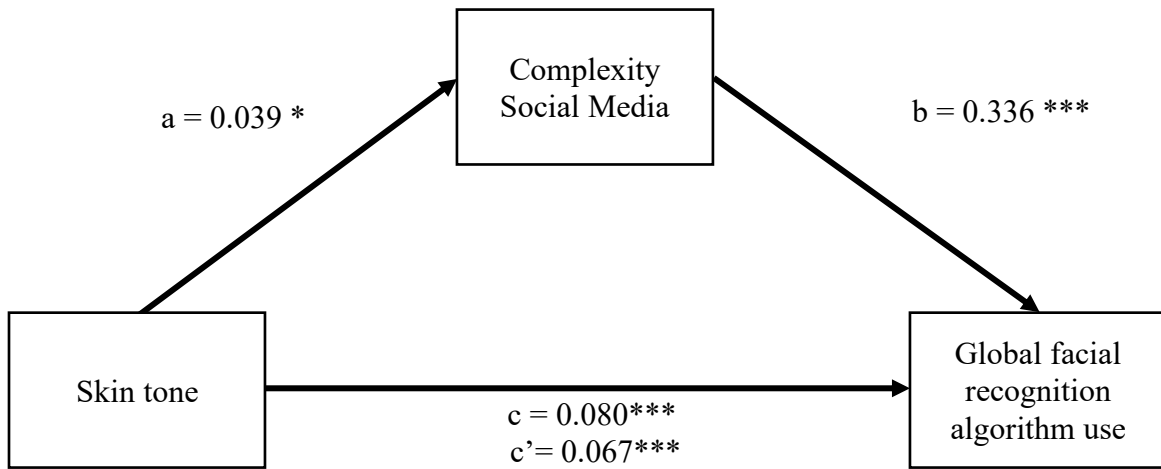 Complexity
Social Media
a = 0.039 *
b = 0.336 ***
Skin tone
Global facial
recognition
algorithm use
c = 0.080***
c’= 0.067***